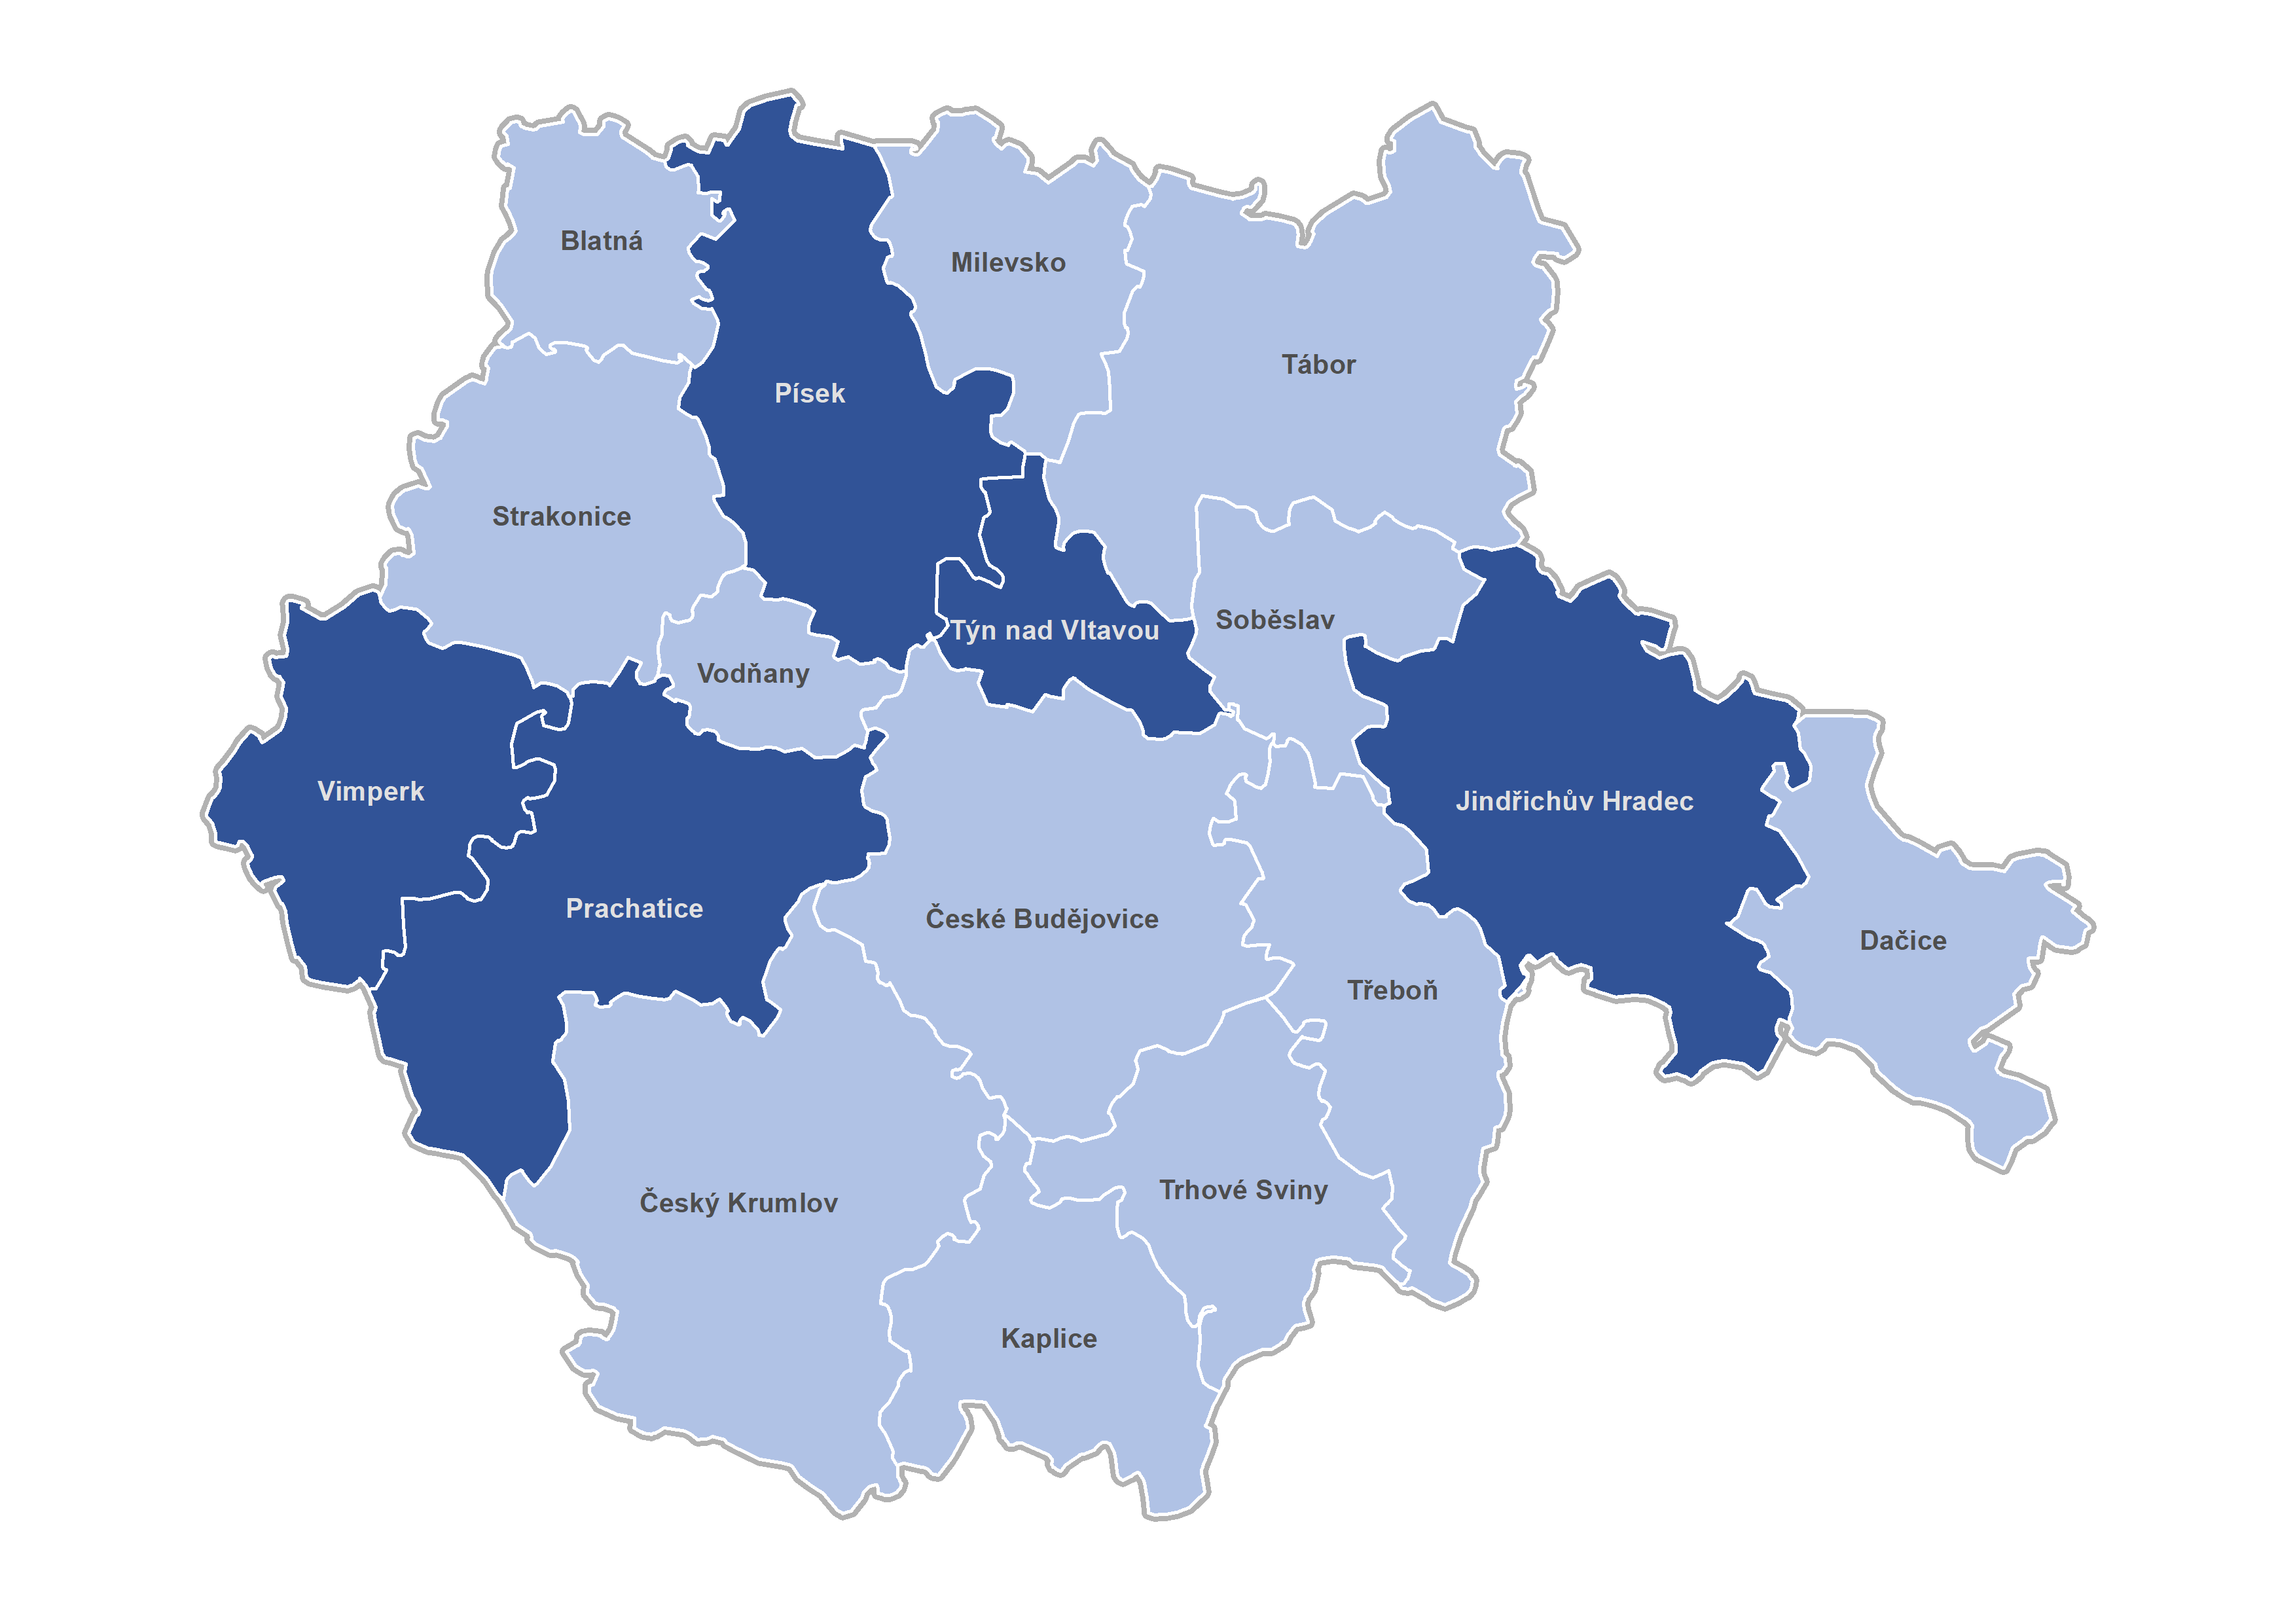 Blatná
Milevsko
Tábor
Písek
Strakonice
Soběslav
Týn nad Vltavou
Vodňany
Vimperk
Jindřichův Hradec
Prachatice
České Budějovice
Dačice
Třeboň
Trhové Sviny
Český Krumlov
Kaplice